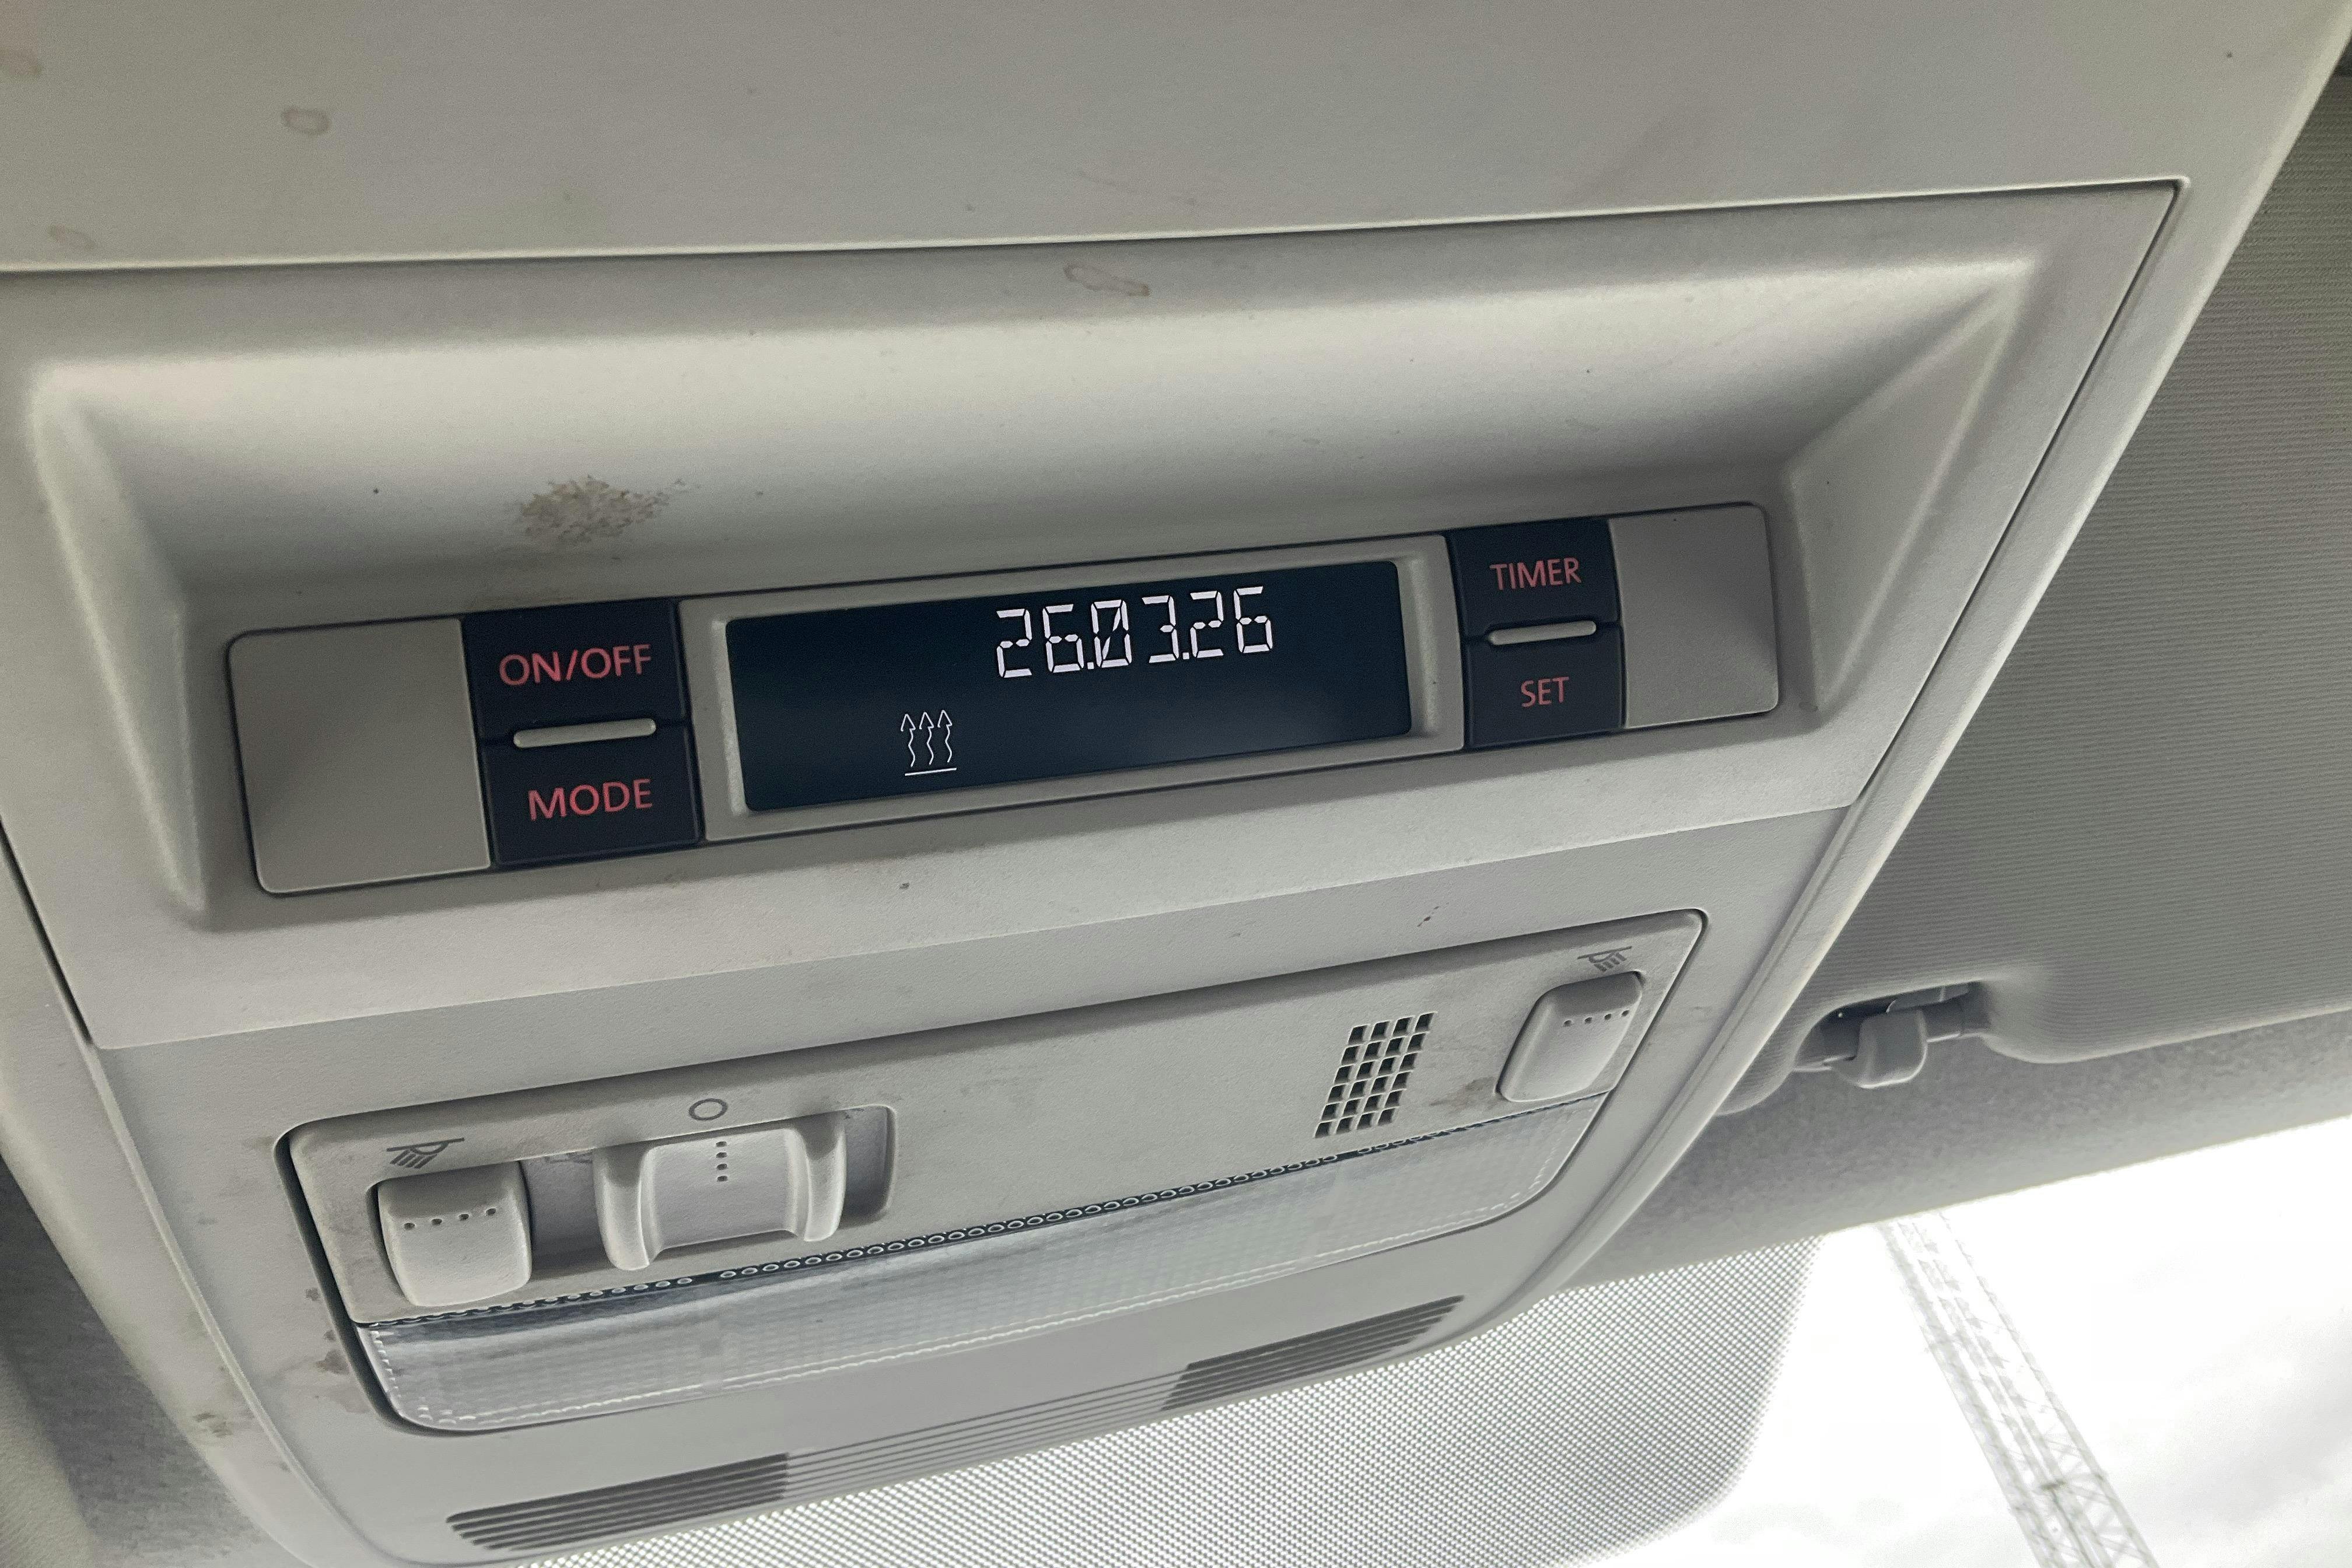 ON/OFF
MODE
26.03.26
TIMER
SET